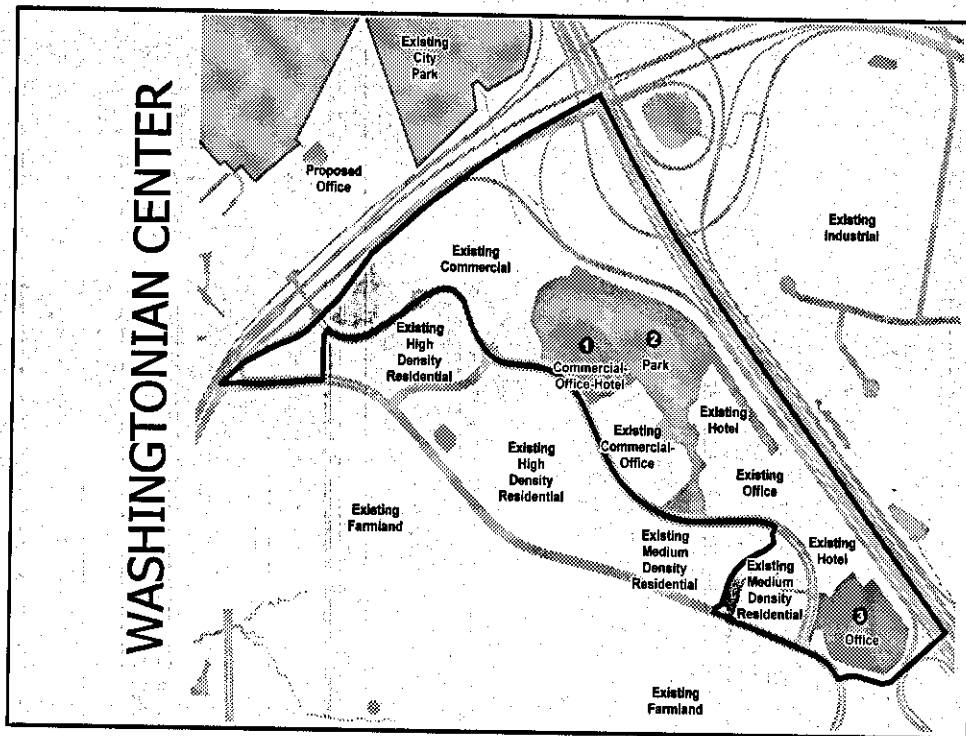 WASHINGTONIAN CENTER
Existing
City
Park
Proposed
Office
Existing
Industrial
Existing
Commercial
Existing
High
Density
Residential
1
Commercial-
Office-Hotel
2
Park
Existing
Hotel
Existing
Commercial-
Office
Existing
High
Density
Residential
Existing
Office
Existing
Farmland
Existing
Hotel
Existing
Medium
Density
Residential
Existing
Medium
Density
Residential
3
Office
Existing
Farmland